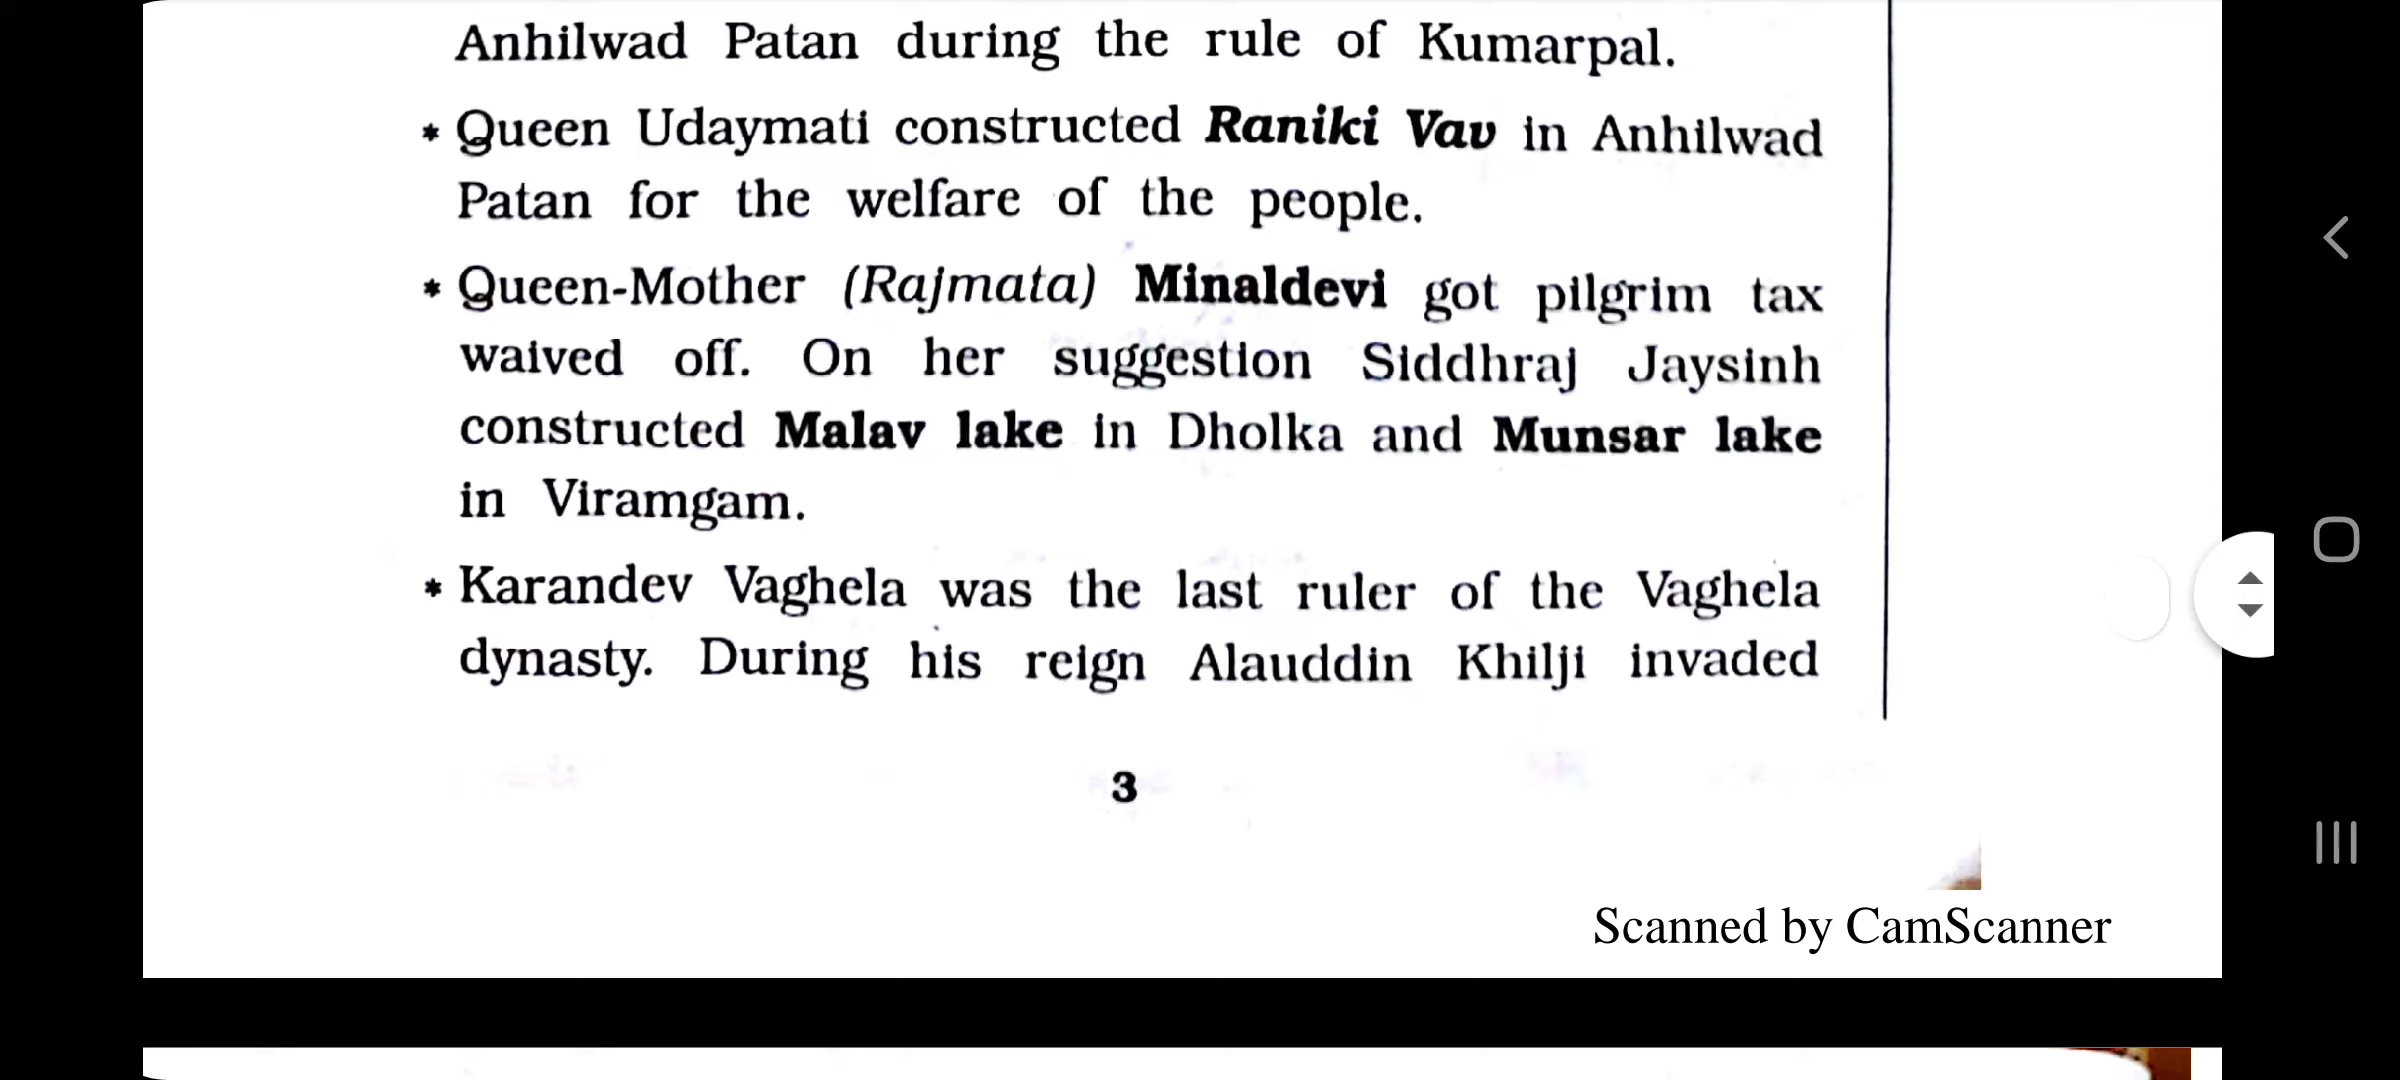 Anhilwad Patan during the rule of Kumarpal.
* Queen Udaymati constructed Raniki Vav in Anhilwad
Patan for the welfare of the people.
* Queen-Mother (Rajmata) Minaldevi got pilgrim tax
waived off. On her suggestion Siddhraj Jaysinh
constructed Malav lake in Dholka and Munsar lake
in Viramgam.
* Karandev Vaghela was the last ruler of the Vaghela
dynasty. During his reign Alauddin Khilji invaded
3
Scanned by CamScanner